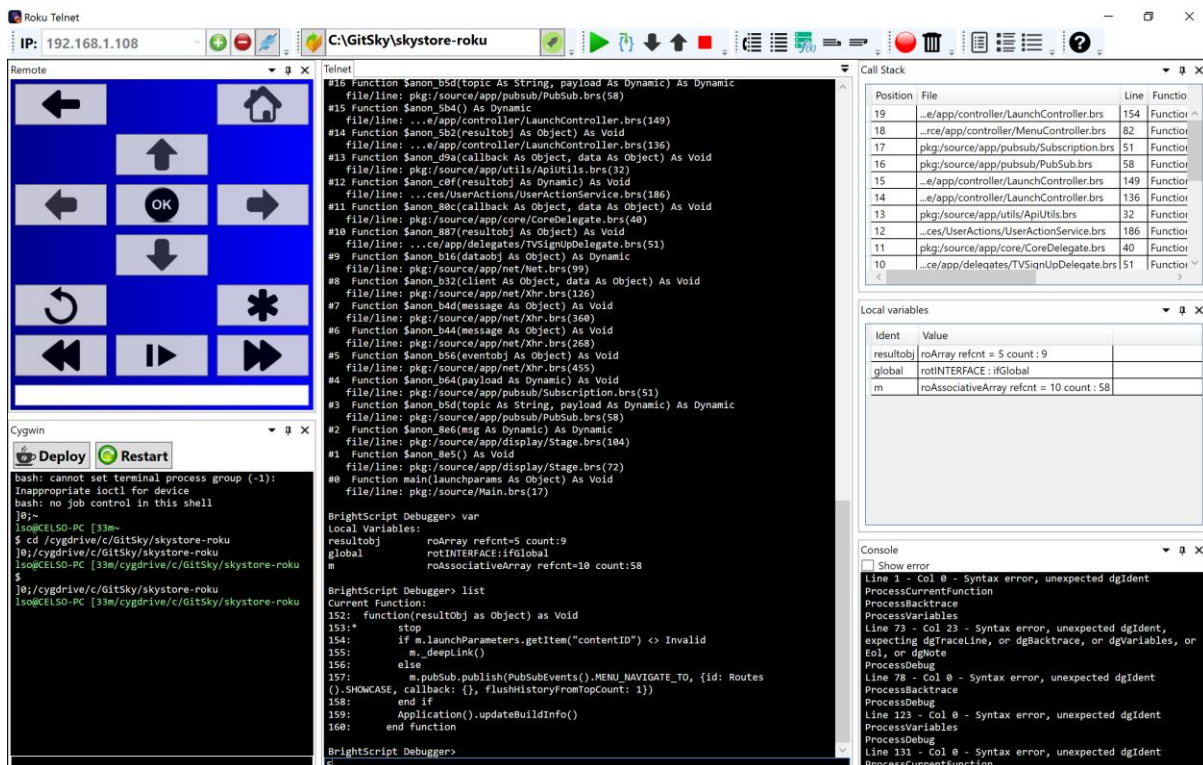 Roku Telnet
IP: 192.168.1.108
C:\GitSky\skystore-roku
Remote
OK
Cygwin
Deploy
Restart
bash: cannot set terminal process group (-1):
Inappropriate ioctl for device
bash: no job control in this shell
]0;~
lso@CELSO-PC [33m~
$ cd /cygdrive/c/GitSky/skystore-roku
]0;/cygdrive/c/GitSky/skystore-roku
lso@CELSO-PC [33m/cygdrive/c/GitSky/skystore-roku
$
]0;/cygdrive/c/GitSky/skystore-roku
lso@CELSO-PC [33m/cygdrive/c/GitSky/skystore-roku
Telnet
#16 Function $anon_b5d(topic As String, payload As Dynamic) As Dynamic
file/line: pkg:/source/app/pubsub/PubSub.brs(58)
#15 Function $anon_5b4() As Dynamic
file/line: ...e/app/controller/LaunchController.brs(149)
#14 Function $anon_5b2(resultobj As Object) As Void
file/line: ...e/app/controller/LaunchController.brs(136)
#13 Function $anon_d9a(callback As Object, data As Object) As Void
file/line: pkg:/source/app/utils/ApiUtils.brs(32)
#12 Function $anon_c0f(resultobj As Dynamic) As Void
file/line: ...ces/UserActions/UserActionService.brs(186)
#11 Function $anon_80c(callback As Object, data As Object) As Void
file/line: pkg:/source/app/core/CoreDelegate.brs(40)
#10 Function $anon_887(resultobj As Object) As Void
file/line: ...ce/app/delegates/TVSignUpDelegate.brs(51)
#9 Function $anon_b16(dataobj As Object) As Dynamic
file/line: pkg:/source/app/net/Net.brs(99)
#8 Function $anon_b32(client As Object, data As Object) As Void
file/line: pkg:/source/app/net/Xhr.brs(126)
#7 Function $anon_b4d(message As Object) As Void
file/line: pkg:/source/app/net/Xhr.brs(360)
#6 Function $anon_b44(message As Object) As Void
file/line: pkg:/source/app/net/Xhr.brs(268)
#5 Function $anon_b56(eventobj As Object) As Void
file/line: pkg:/source/app/net/Xhr.brs(455)
#4 Function $anon_b64(payload As Dynamic) As Void
file/line: pkg:/source/app/pubsub/Subscription.brs(51)
#3 Function $anon_b5d(topic As String, payload As Dynamic) As Dynamic
file/line: pkg:/source/app/pubsub/PubSub.brs(58)
#2 Function $anon_8e6(msg As Dynamic) As Dynamic
file/line: pkg:/source/app/display/Stage.brs(104)
#1 Function $anon_8e5() As Void
file/line: pkg:/source/app/display/Stage.brs(72)
#0 Function main(launchparams As Object) As Void
file/line: pkg:/source/Main.brs(17)
BrightScript Debugger> var
Local Variables:
resultobj roArray refcnt=5 count:9
global rotINTERFACE:ifGlobal
m roAssociativeArray refcnt=10 count:58
BrightScript Debugger> list
Current Function:
152: function(resultObj as Object) as Void
153:* stop
154: if m.launchParameters.getItem("contentID") <> Invalid
155: m._deepLink()
156: else
157: m.pubSub.publish(PubSubEvents().MENU_NAVIGATE_TO, {id: Routes
().SHOWCASE, callback: {}, flushHistoryFromTopCount: 1})
158: end if
159: Application().updateBuildInfo()
160: end function
BrightScript Debugger>
Call Stack
Position File Line Functio
19 ...e/app/controller/LaunchController.brs 154 Function
18 ...rce/app/controller/MenuController.brs 82 Function
17 pkg:/source/app/pubsub/Subscription.brs 51 Function
16 pkg:/source/app/pubsub/PubSub.brs 58 Function
15 ...e/app/controller/LaunchController.brs 149 Function
14 ...e/app/controller/LaunchController.brs 136 Function
13 pkg:/source/app/utils/ApiUtils.brs 32 Function
12 ...ces/UserActions/UserActionService.brs 186 Function
11 pkg:/source/app/core/CoreDelegate.brs 40 Function
10 ...ce/app/delegates/TVSignUpDelegate.brs 51 Function
Local variables
Ident Value
resultobj roArray refcnt = 5 count : 9
global rotINTERFACE : ifGlobal
m roAssociativeArray refcnt = 10 count : 58
Console
Show error
Line 1 - Col 0 - Syntax error, unexpected dgIdent
ProcessCurrentFunction
ProcessBacktrace
ProcessVariables
Line 73 - Col 23 - Syntax error, unexpected dgIdent,
expecting dgTraceLine, or dgBacktrace, or dgVariables, or
Eol, or dgNote
ProcessDebug
Line 78 - Col 0 - Syntax error, unexpected dgIdent
ProcessBacktrace
ProcessDebug
Line 123 - Col 0 - Syntax error, unexpected dgIdent
ProcessVariables
ProcessDebug
Line 131 - Col 0 - Syntax error, unexpected dgIdent
ProcessCurrentFunction